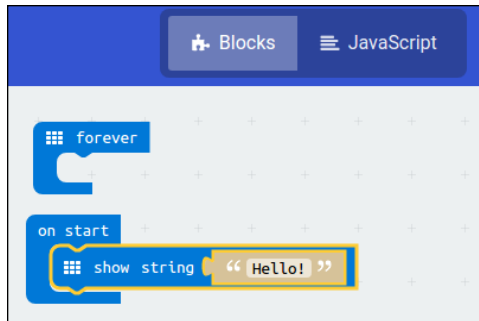 Blocks JavaScript
forever
on start
show string “ Hello! ”